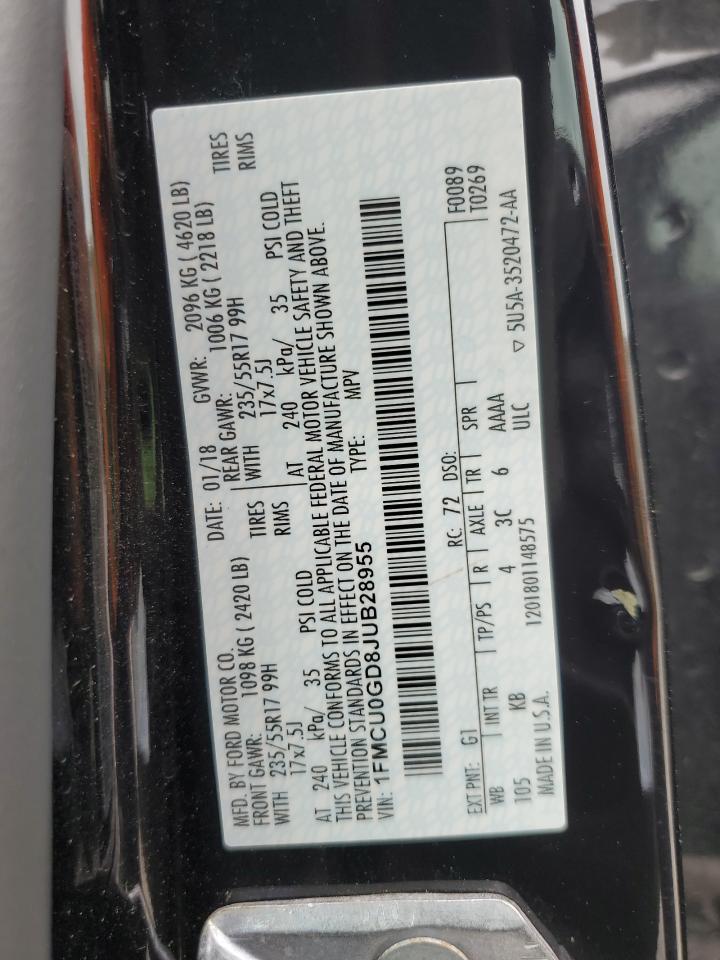 MFD. BY FORD MOTOR CO. DATE: 01/18 GVWR: 2096 KG ( 4620 LB)
FRONT GAWR: 1098 KG ( 2420 LB) REAR GAWR: 1006 KG ( 2218 LB)
WITH 235/55R17 99H TIRES WITH 235/55R17 99H TIRES
17x7.5J RIMS 17x7.5J RIMS
AT 240 kPa/ 35 PSI COLD AT 240 kPa/ 35 PSI COLD
THIS VEHICLE CONFORMS TO ALL APPLICABLE FEDERAL MOTOR VEHICLE SAFETY AND THEFT
PREVENTION STANDARDS IN EFFECT ON THE DATE OF MANUFACTURE SHOWN ABOVE.
VIN: 1FMCU0GD8JUB28955 TYPE: MPV
F0089
EXT PNT: G1 RC: 72 DSO: T0269
WB INT TR TP/PS R AXLE TR SPR
105 KB 4 3C 6 AAAA
MADE IN U.S.A. 1201801148575 ULC ▽ 5U5A-3520472-AA